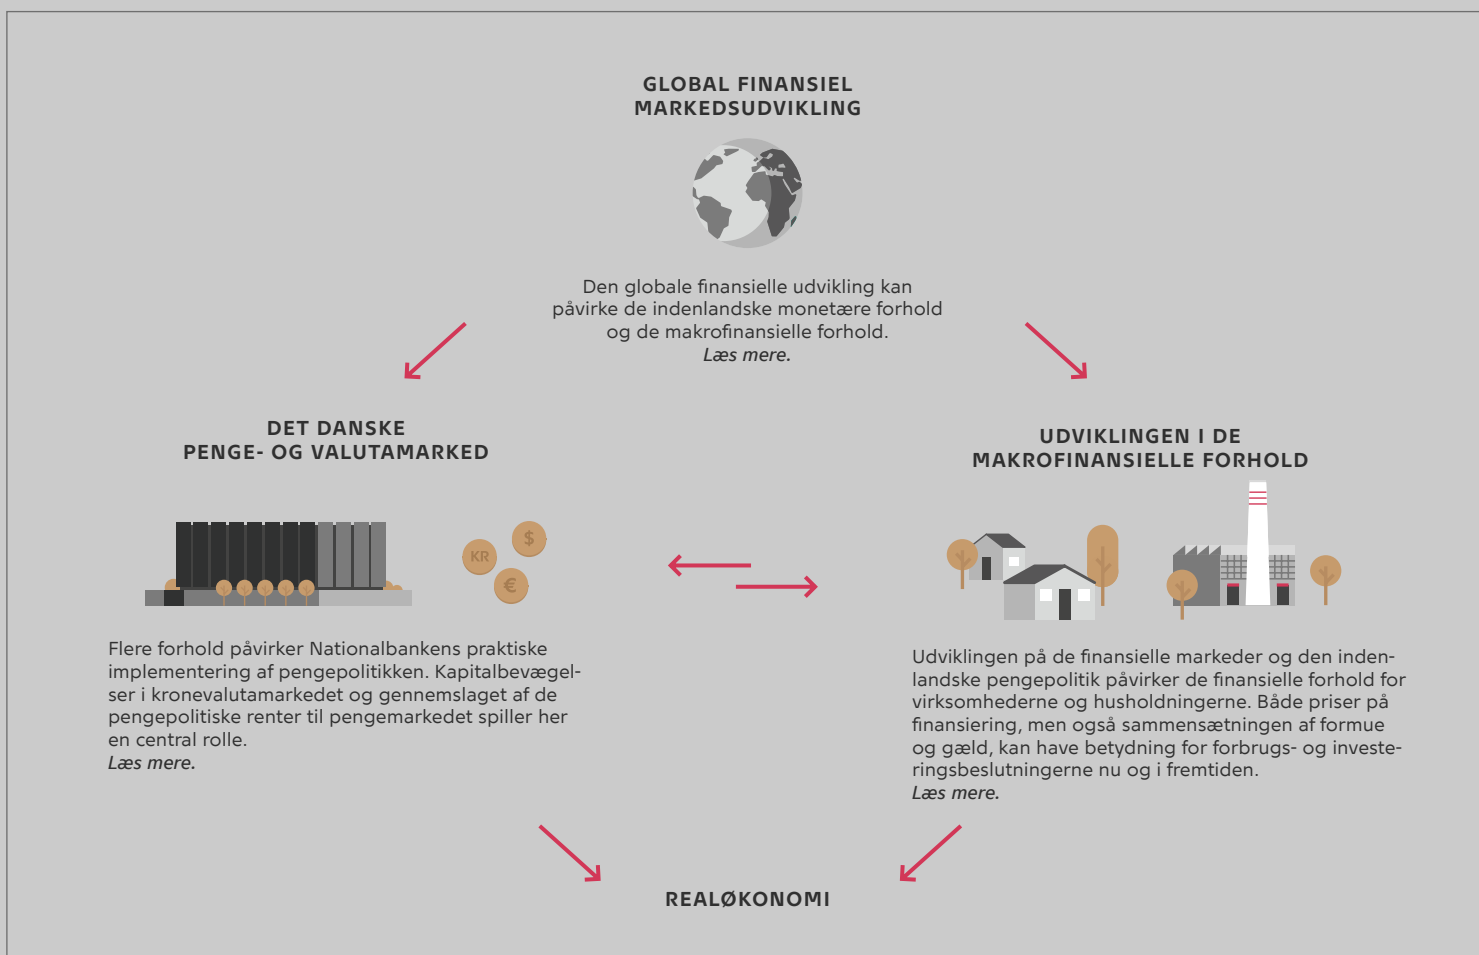 GLOBAL FINANSIEL
MARKEDSUDVIKLING
Den globale finansielle udvikling kan
påvirke de indenlandske monetære forhold
og de makrofinansielle forhold.
Læs mere.
DET DANSKE
PENGE- OG VALUTAMARKED
KR
$
€
Flere forhold påvirker Nationalbankens praktiske
implementering af pengepolitikken. Kapitalbevægel-
ser i kronevalutamarkedet og gennemslaget af de
pengepolitiske renter til pengemarkedet spiller her
en central rolle.
Læs mere.
UDVIKLINGEN I DE
MAKROFINANSIELLE FORHOLD
Udviklingen på de finansielle markeder og den inden-
landske pengepolitik påvirker de finansielle forhold for
virksomhederne og husholdningerne. Både priser på
finansiering, men også sammensætningen af formue
og gæld, kan have betydning for forbrugs- og investe-
ringsbeslutningerne nu og i fremtiden.
Læs mere.
REALØKONOMI